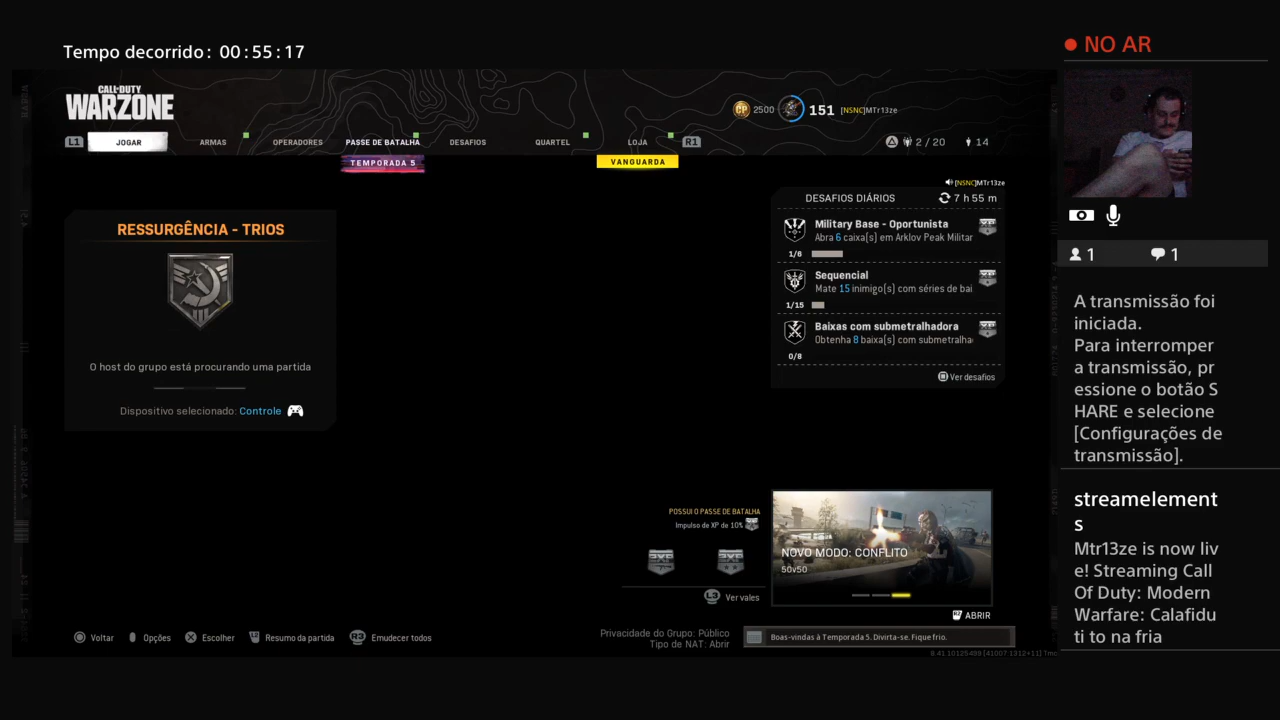 Tempo decorrido: 00:55:17
NO AR
CALL·DUTY
WARZONE
2500
151
[NSNC]MTr13ze
L1
JOGAR
ARMAS
OPERADORES
PASSE DE BATALHA
DESAFIOS
QUARTEL
LOJA
R1
2 / 20
14
TEMPORADA 5
VANGUARDA
[NSNC]MTr13ze
DESAFIOS DIÁRIOS
7 h 55 m
Military Base - Oportunista
Abra 6 caixa(s) em Arklov Peak Militar
1/6
Sequencial
Mate 15 inimigo(s) com séries de bai
1/15
Baixas com submetralhadora
Obtenha 8 baixa(s) com submetralha
0/8
Ver desafios
RESSURGÊNCIA - TRIOS
O host do grupo está procurando uma partida
Dispositivo selecionado: Controle
POSSUI O PASSE DE BATALHA
Impulso de XP de 10%
Ver vales
NOVO MODO: CONFLITO
50v50
ABRIR
Voltar
Opções
Escolher
Resumo da partida
Emudecer todos
Privacidade do Grupo: Público
Tipo de NAT: Abrir
Boas-vindas à Temporada 5. Divirta-se. Fique frio.
1
1
A transmissão foi
iniciada.
Para interromper
a transmissão, pr
essione o botão S
HARE e selecione
[Configurações de
transmissão].
streamelement
s
Mtr13ze is now liv
e! Streaming Call
Of Duty: Modern
Warfare: Calafidu
ti to na fria